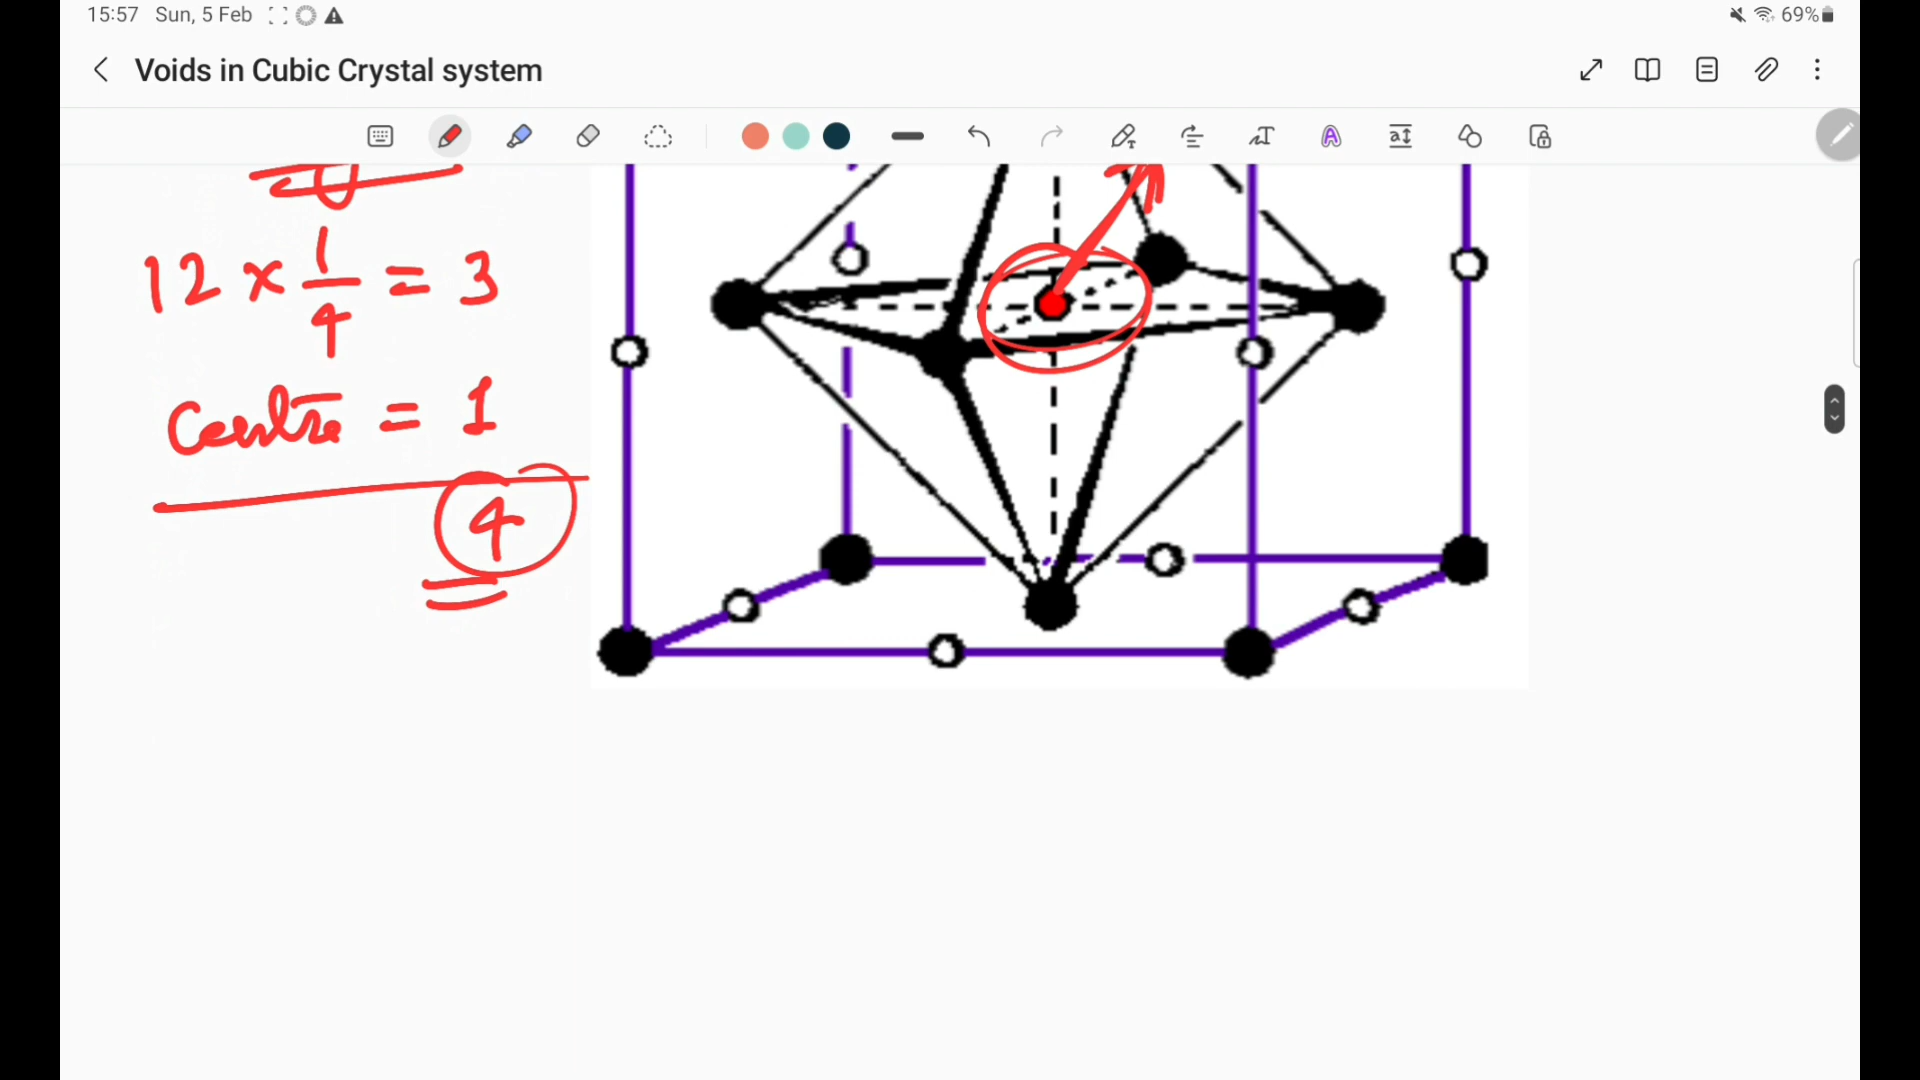 15:57 Sun, 5 Feb
69%
Voids in Cubic Crystal system
12 × 1/4 = 3
Centre = 1
4